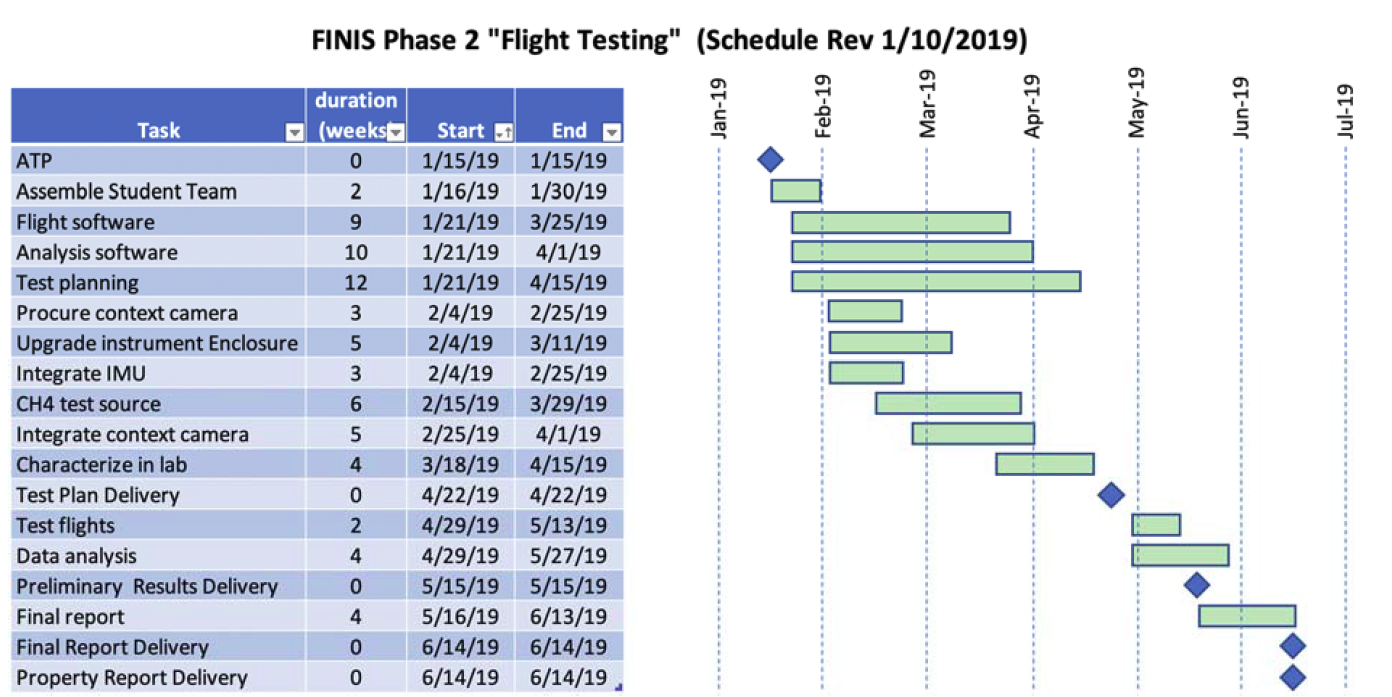 FINIS Phase 2 "Flight Testing"  (Schedule Rev 1/10/2019)
Jan-19 Feb-19 Mar-19 Apr-19 May-19 Jun-19 Jul-19
Task duration (weeks Start End
ATP 0 1/15/19 1/15/19
Assemble Student Team 2 1/16/19 1/30/19
Flight software 9 1/21/19 3/25/19
Analysis software 10 1/21/19 4/1/19
Test planning 12 1/21/19 4/15/19
Procure context camera 3 2/4/19 2/25/19
Upgrade instrument Enclosure 5 2/4/19 3/11/19
Integrate IMU 3 2/4/19 2/25/19
CH4 test source 6 2/15/19 3/29/19
Integrate context camera 5 2/25/19 4/1/19
Characterize in lab 4 3/18/19 4/15/19
Test Plan Delivery 0 4/22/19 4/22/19
Test flights 2 4/29/19 5/13/19
Data analysis 4 4/29/19 5/27/19
Preliminary  Results Delivery 0 5/15/19 5/15/19
Final report 4 5/16/19 6/13/19
Final Report Delivery 0 6/14/19 6/14/19
Property Report Delivery 0 6/14/19 6/14/19